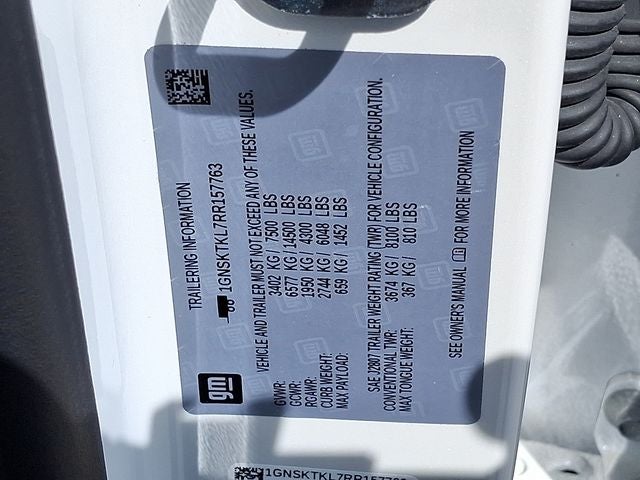 gm
TRAILERING INFORMATION
1GNSKTKL7RR157763
VEHICLE AND TRAILER MUST NOT EXCEED ANY OF THESE VALUES.
GVWR: 3402 KG / 7500 LBS
GCWR: 6577 KG / 14500 LBS
RGAWR: 1950 KG / 4300 LBS
CURB WEIGHT: 2744 KG / 6048 LBS
MAX PAYLOAD: 659 KG / 1452 LBS
SAE J2807 TRAILER WEIGHT RATING (TWR) FOR VEHICLE CONFIGURATION.
CONVENTIONAL TWR: 3674 KG / 8100 LBS
MAX TONGUE WEIGHT: 367 KG / 810 LBS
SEE OWNERS MANUAL FOR MORE INFORMATION
1GNSKTKL7RR157763